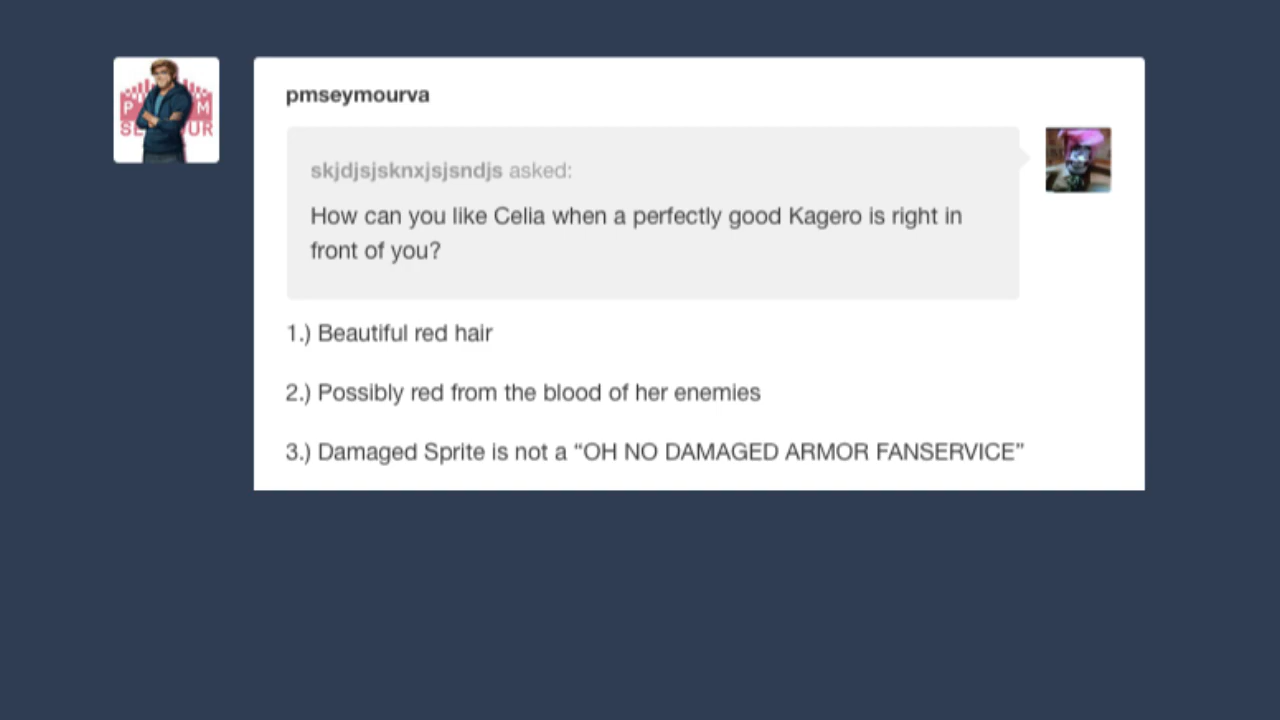 P M
SE UR
pmseymourva
skjdjsjsknxjsjsndjs asked:
How can you like Celia when a perfectly good Kagero is right in
front of you?
1.) Beautiful red hair
2.) Possibly red from the blood of her enemies
3.) Damaged Sprite is not a “OH NO DAMAGED ARMOR FANSERVICE”